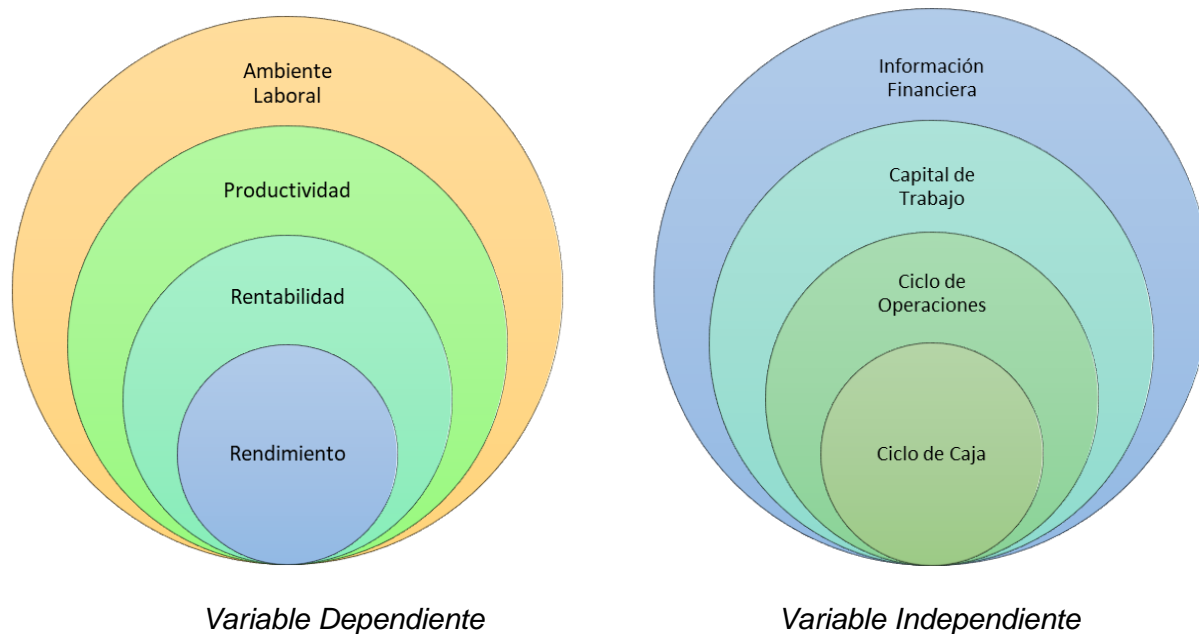 Ambiente
Laboral
Productividad
Rentabilidad
Rendimiento
Variable Dependiente
Información
Financiera
Capital de
Trabajo
Ciclo de
Operaciones
Ciclo de Caja
Variable Independiente